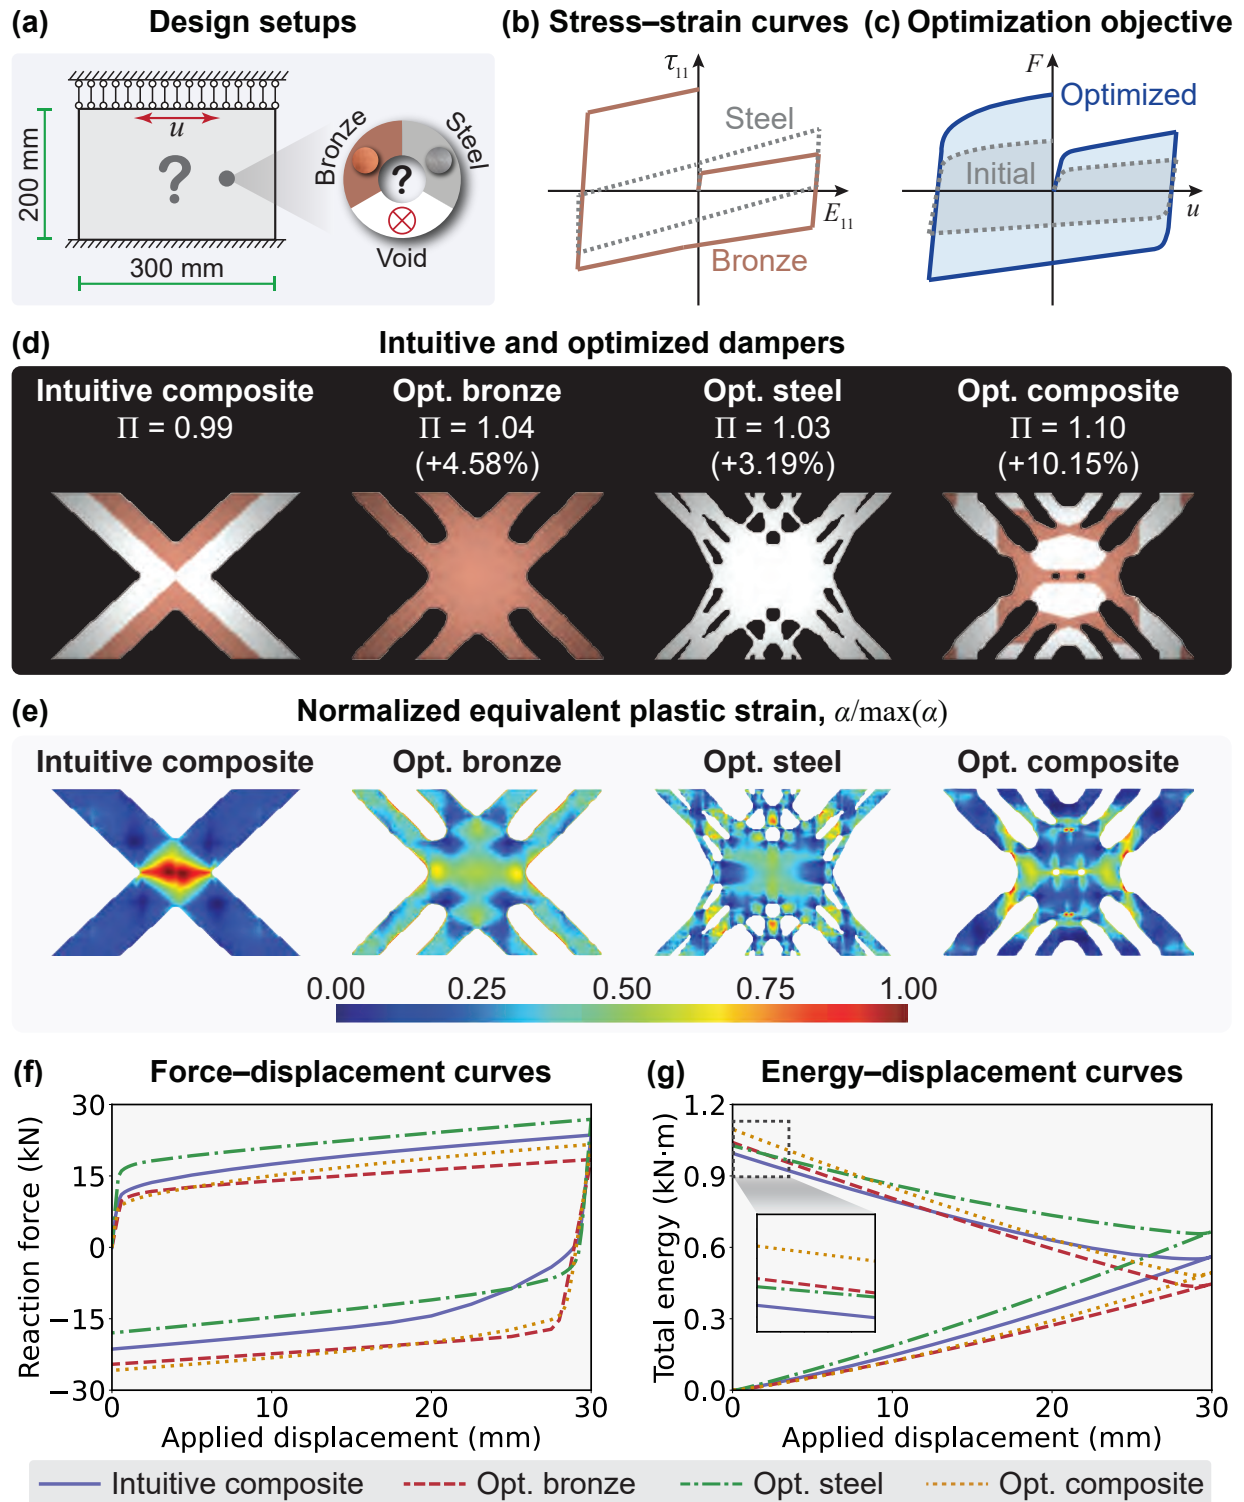 (a) Design setups
(b) Stress–strain curves
(c) Optimization objective
u
200 mm
300 mm
?
Bronze
Steel
?
Void
τ11
Steel
E11
Bronze
F
Optimized
Initial
u
(d) Intuitive and optimized dampers
Intuitive composite
Π = 0.99
Opt. bronze
Π = 1.04
(+4.58%)
Opt. steel
Π = 1.03
(+3.19%)
Opt. composite
Π = 1.10
(+10.15%)
(e) Normalized equivalent plastic strain, α/max(α)
Intuitive composite
Opt. bronze
Opt. steel
Opt. composite
0.00 0.25 0.50 0.75 1.00
(f) Force–displacement curves
Reaction force (kN)
30
15
0
−15
−30
0 10 20 30
Applied displacement (mm)
(g) Energy–displacement curves
Total energy (kN·m)
1.2
0.9
0.6
0.3
0.0
0 10 20 30
Applied displacement (mm)
Intuitive composite Opt. bronze Opt. steel Opt. composite